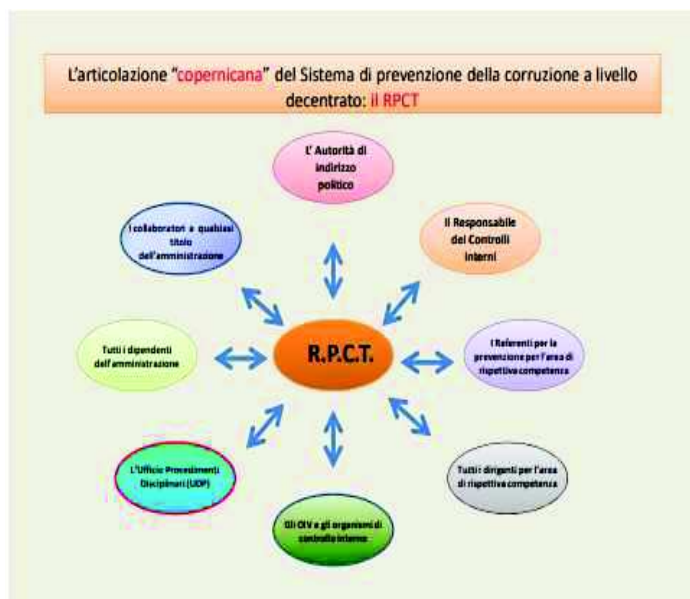 L'articolazione "copernicana" del Sistema di prevenzione della corruzione a livello
decentrato: il RPCT
L' Autorità di
indirizzo
politico
Il Responsabile
dei Controlli
interni
I Referenti per la
prevenzione per l'area di
rispettiva competenza
Tutti i dirigenti per l'area
di rispettiva competenza
Gli OIV e gli organismi di
controllo interno
L'Ufficio Procedimenti
Disciplinari (UDP)
Tutti i dipendenti
dell'amministrazione
I collaboratori a qualsiasi
titolo
dell'amministrazione
R.P.C.T.